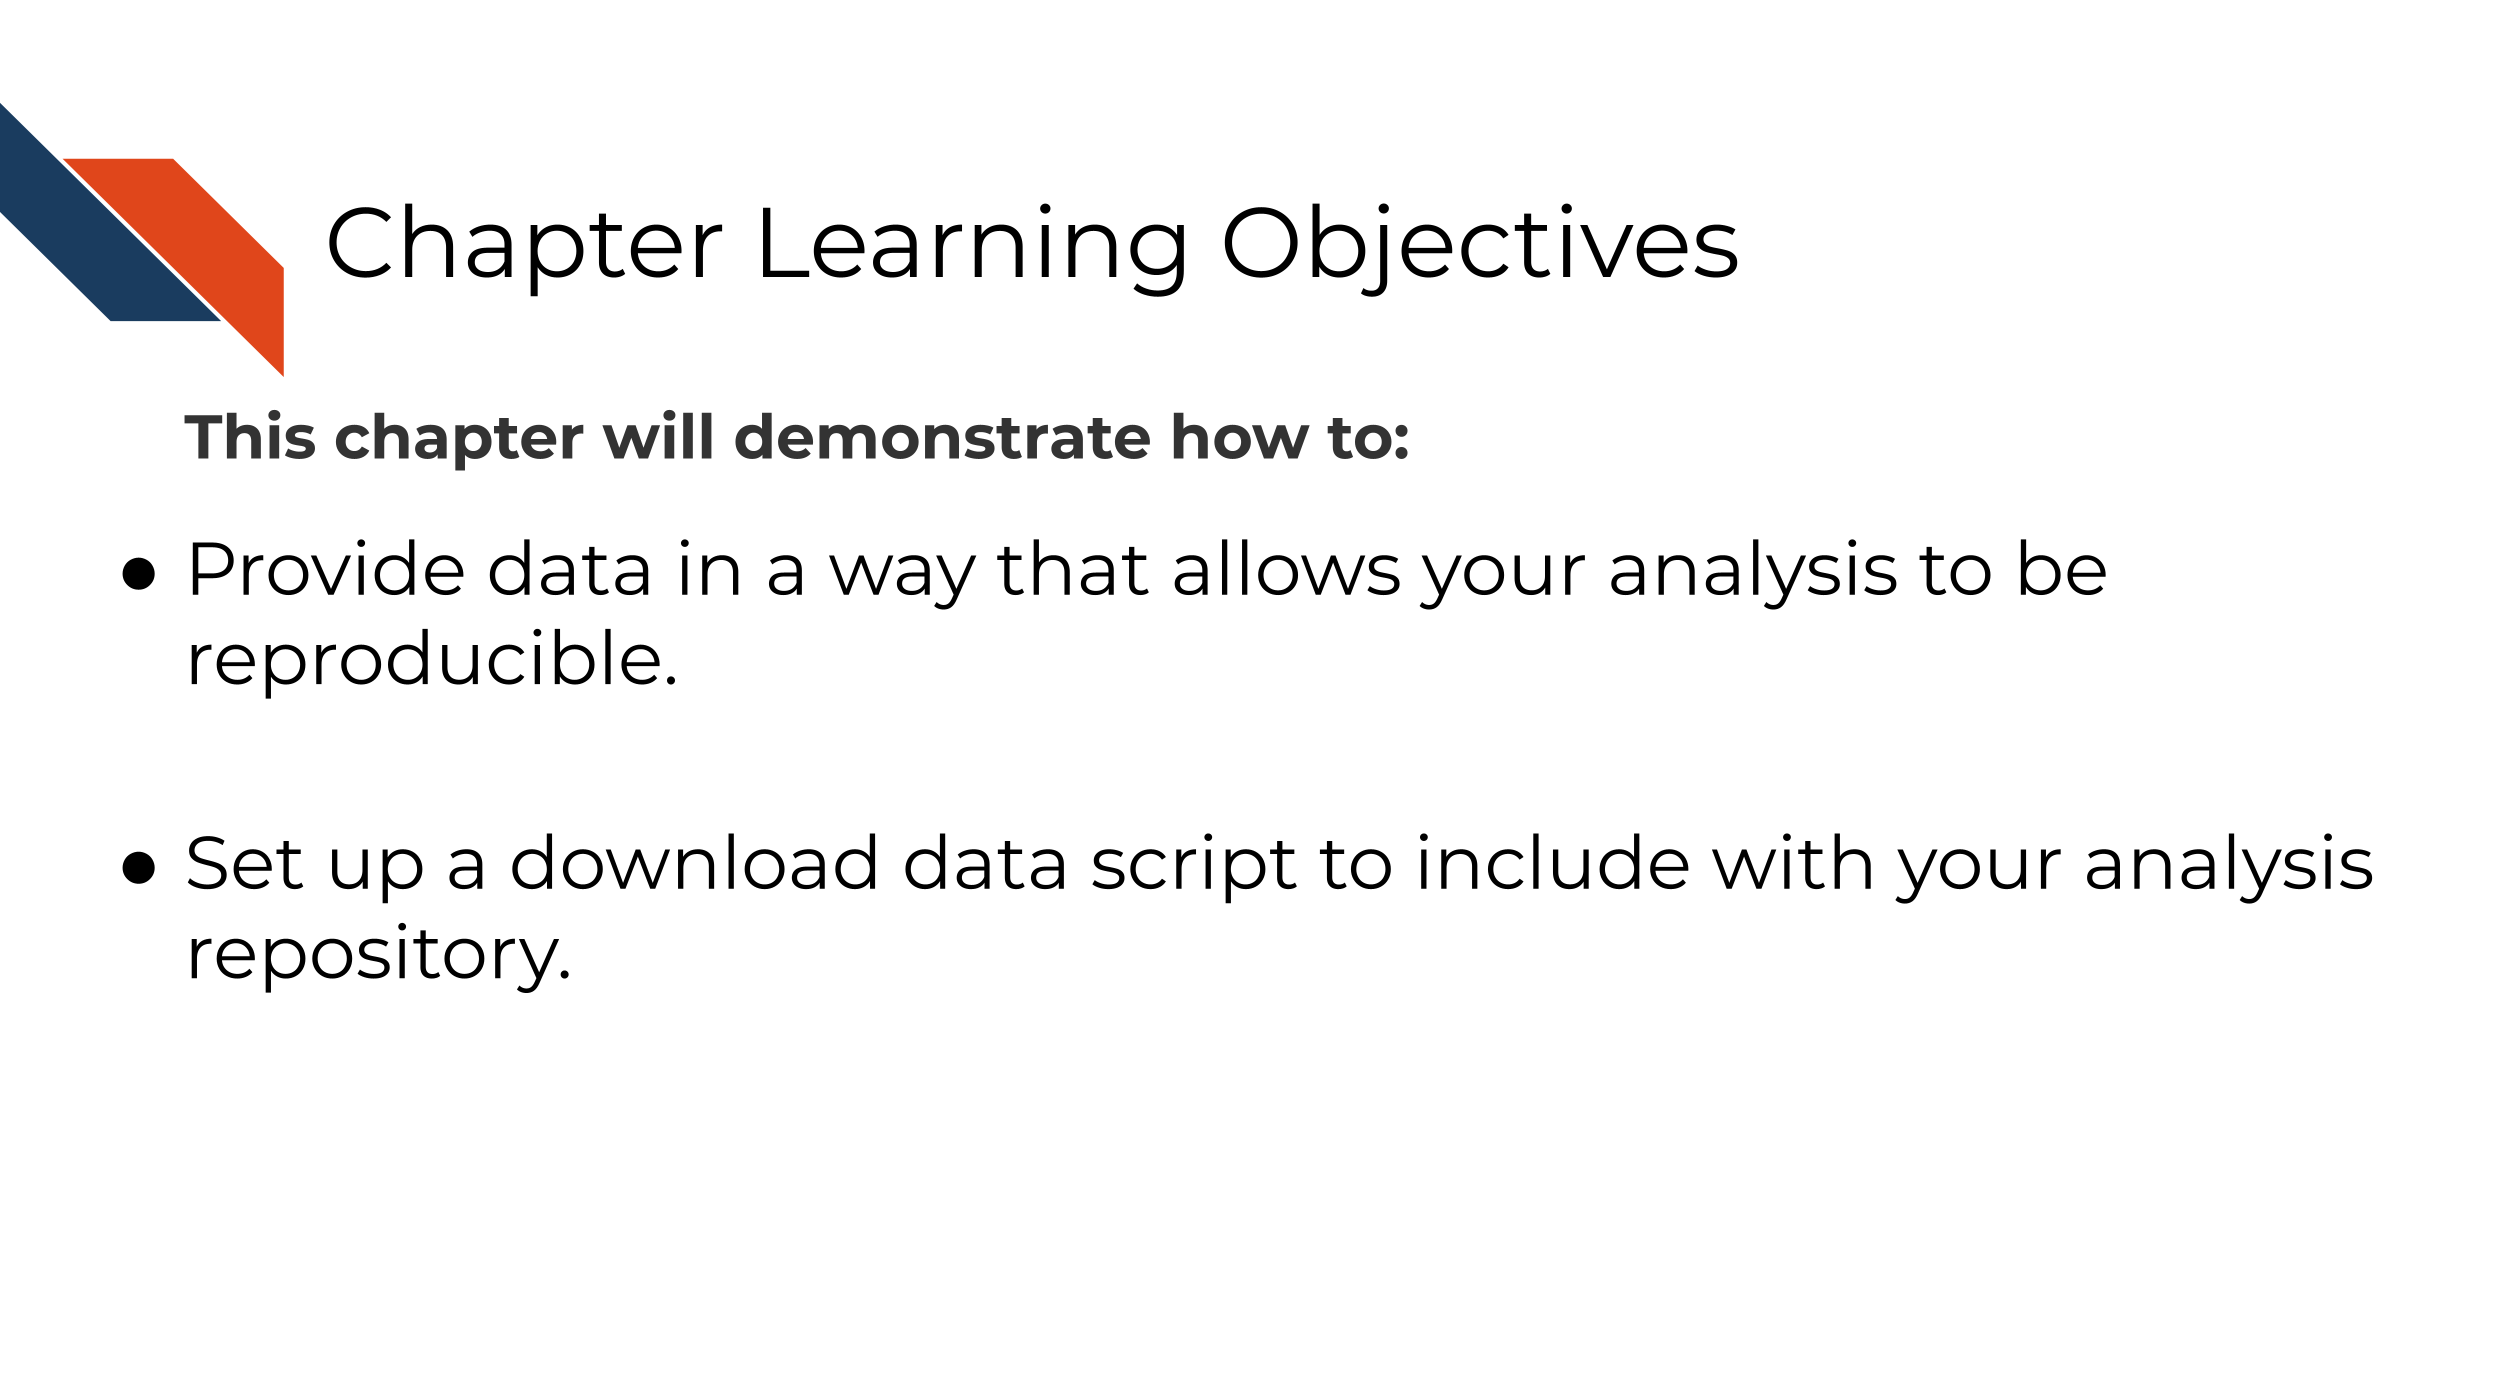 Chapter Learning Objectives
This chapter will demonstrate how to:
● Provide data in a way that allows your analysis to be
reproducible.
● Set up a download data script to include with your analysis
repository.